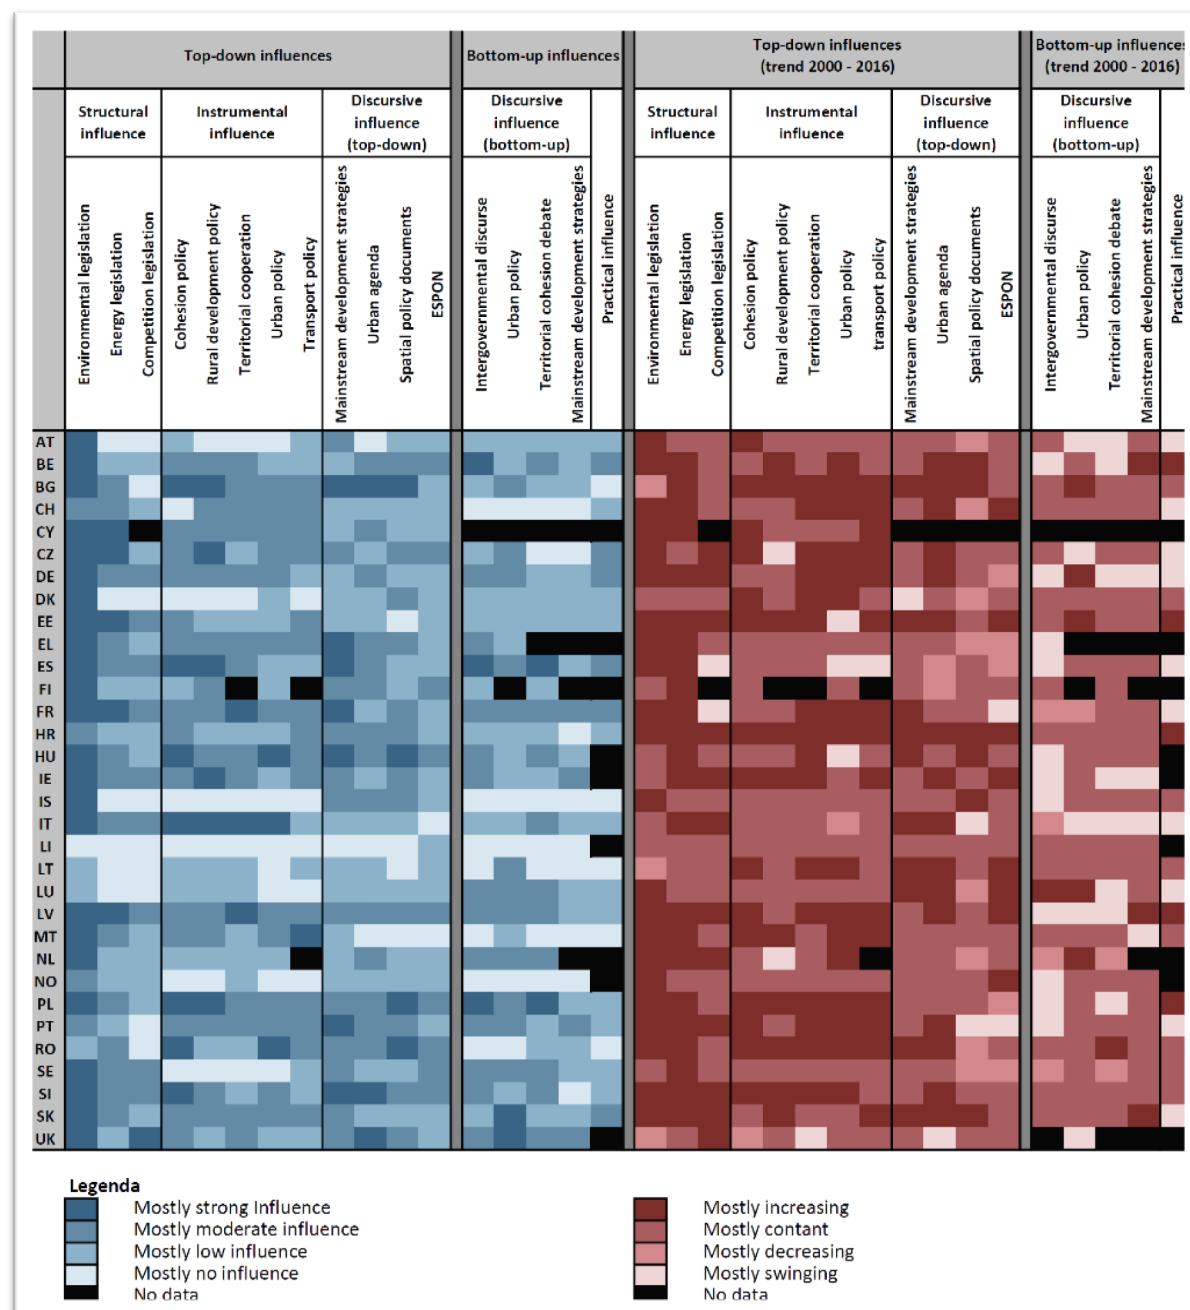 Top-down influences
Bottom-up influences
Top-down influences
(trend 2000 - 2016)
Bottom-up influences
(trend 2000 - 2016)
Structural
influence
Instrumental
influence
Discursive
influence
(top-down)
Discursive
influence
(bottom-up)
Structural
influence
Instrumental
influence
Discursive
influence
(top-down)
Discursive
influence
(bottom-up)
Environmental legislation
Energy legislation
Competition legislation
Cohesion policy
Rural development policy
Territorial cooperation
Urban policy
Transport policy
Mainstream development strategies
Urban agenda
Spatial policy documents
ESPON
Intergovernmental discurse
Urban policy
Territorial cohesion debate
Mainstream development strategies
Practical influence
Environmental legislation
Energy legislation
Competition legislation
Cohesion policy
Rural development policy
Territorial cooperation
Urban policy
transport policy
Mainstream development strategies
Urban agenda
Spatial policy documents
ESPON
Intergovernmental discurse
Urban policy
Territorial cohesion debate
Mainstream development strategies
Practical influence
AT
BE
BG
CH
CY
CZ
DE
DK
EE
EL
ES
FI
FR
HR
HU
IE
IS
IT
LI
LT
LU
LV
MT
NL
NO
PL
PT
RO
SE
SI
SK
UK
Legenda
Mostly strong Influence
Mostly moderate influence
Mostly low influence
Mostly no influence
No data
Mostly increasing
Mostly contant
Mostly decreasing
Mostly swinging
No data